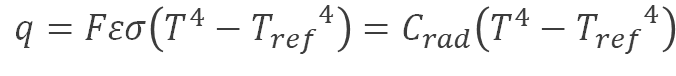 q = Fεσ(T⁴ − T_ref⁴) = C_rad(T⁴ − T_ref⁴)